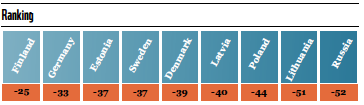 Ranking
Finland Germany Estonia Sweden Denmark Latvia Poland Lithuania Russia
-25 -33 -37 -37 -39 -40 -44 -51 -52